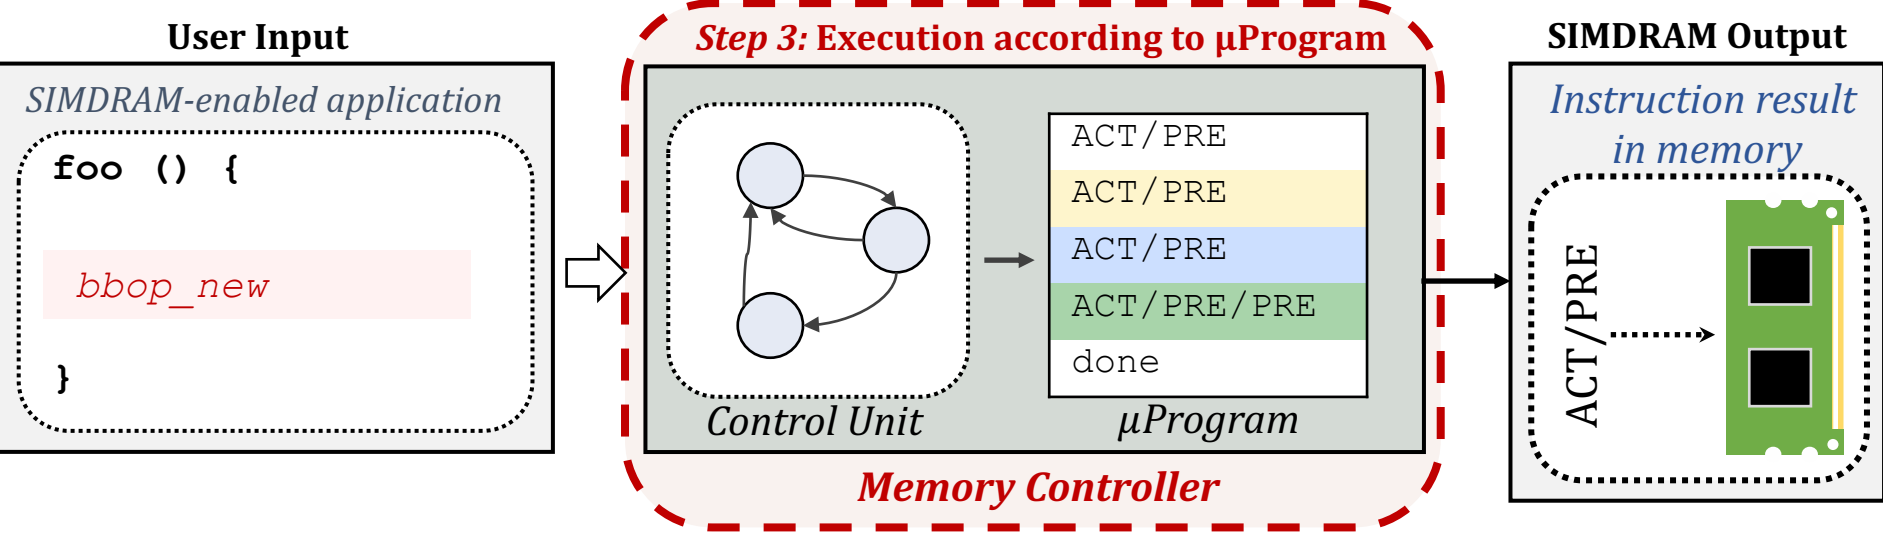 User Input
SIMDRAM-enabled application
foo () {
bbop_new
}
Step 3: Execution according to µProgram
ACT/PRE
ACT/PRE
ACT/PRE
ACT/PRE/PRE
done
Control Unit
µProgram
Memory Controller
SIMDRAM Output
Instruction result
in memory
ACT/PRE